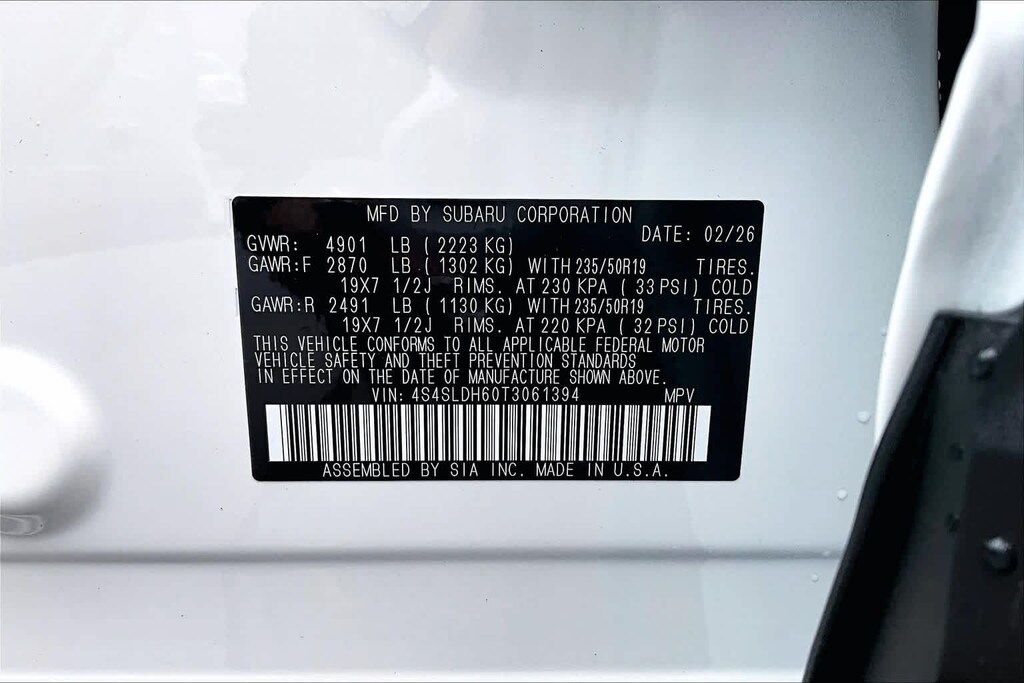 MFD BY SUBARU CORPORATION
DATE: 02/26
GVWR: 4901 LB ( 2223 KG)
GAWR:F 2870 LB ( 1302 KG) WITH 235/50R19 TIRES.
19X7 1/2J RIMS. AT 230 KPA ( 33 PSI) COLD
GAWR:R 2491 LB ( 1130 KG) WITH 235/50R19 TIRES.
19X7 1/2J RIMS. AT 220 KPA ( 32 PSI) COLD
THIS VEHICLE CONFORMS TO ALL APPLICABLE FEDERAL MOTOR
VEHICLE SAFETY AND THEFT PREVENTION STANDARDS
IN EFFECT ON THE DATE OF MANUFACTURE SHOWN ABOVE.
VIN: 4S4SLDH60T3061394 MPV
ASSEMBLED BY SIA INC. MADE IN U.S.A.